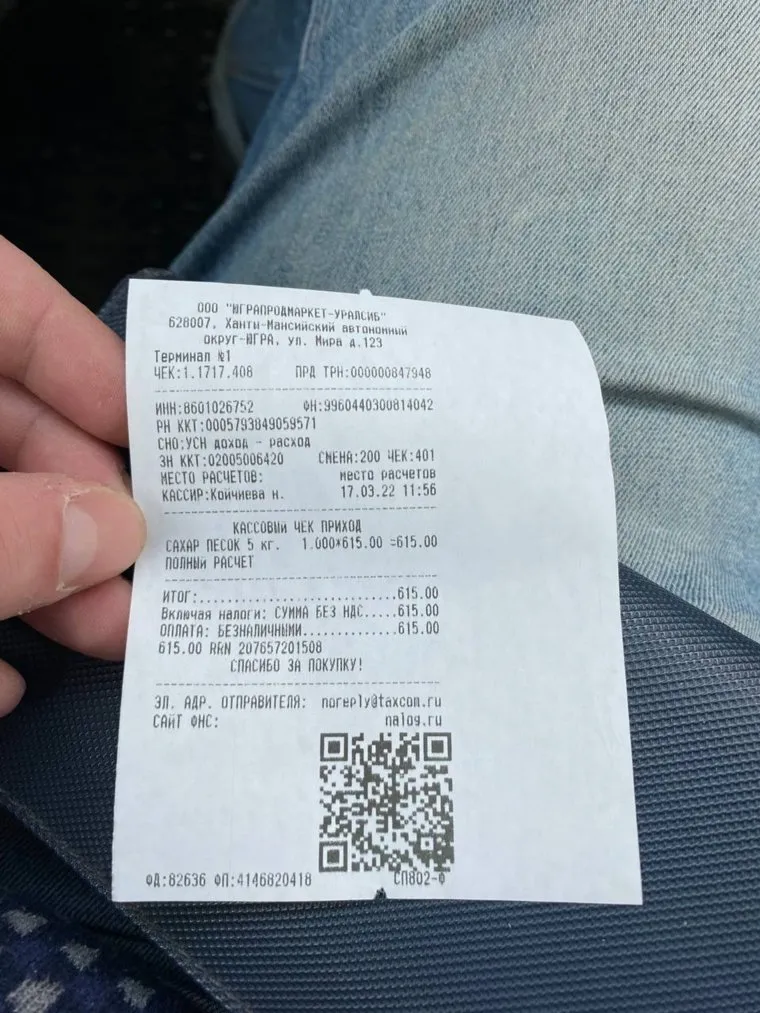 ООО "ЮГРАПРОДМАРКЕТ-УРАЛСИБ"
628007, Ханты-Мансийский автономный
округ-ЮГРА, ул. Мира д.123
Терминал №1
ЧЕК:1.1717.408 ПРД ТРН:000000847948
ИНН:8601026752 ФН:9960440300814042
РН ККТ:0005793849059571
СНО:УСН доход - расход
ЗН ККТ:02005006420 СМЕНА:200 ЧЕК:401
МЕСТО РАСЧЕТОВ: место расчетов
КАССИР:Койчиева н. 17.03.22 11:56
КАССОВЫЙ ЧЕК ПРИХОД
САХАР ПЕСОК 5 кг. 1.000*615.00 =615.00
ПОЛНЫЙ РАСЧЕТ
ИТОГ:............................615.00
Включая налоги: СУММА БЕЗ НДС.....615.00
ОПЛАТА: БЕЗНАЛИЧНЫМИ..............615.00
615.00 RRN 207657201508
СПАСИБО ЗА ПОКУПКУ!
ЭЛ. АДР. ОТПРАВИТЕЛЯ: noreply@taxcom.ru
САЙТ ФНС: nalog.ru
ФД:82636 ФП:4146820418 СП802-Ф